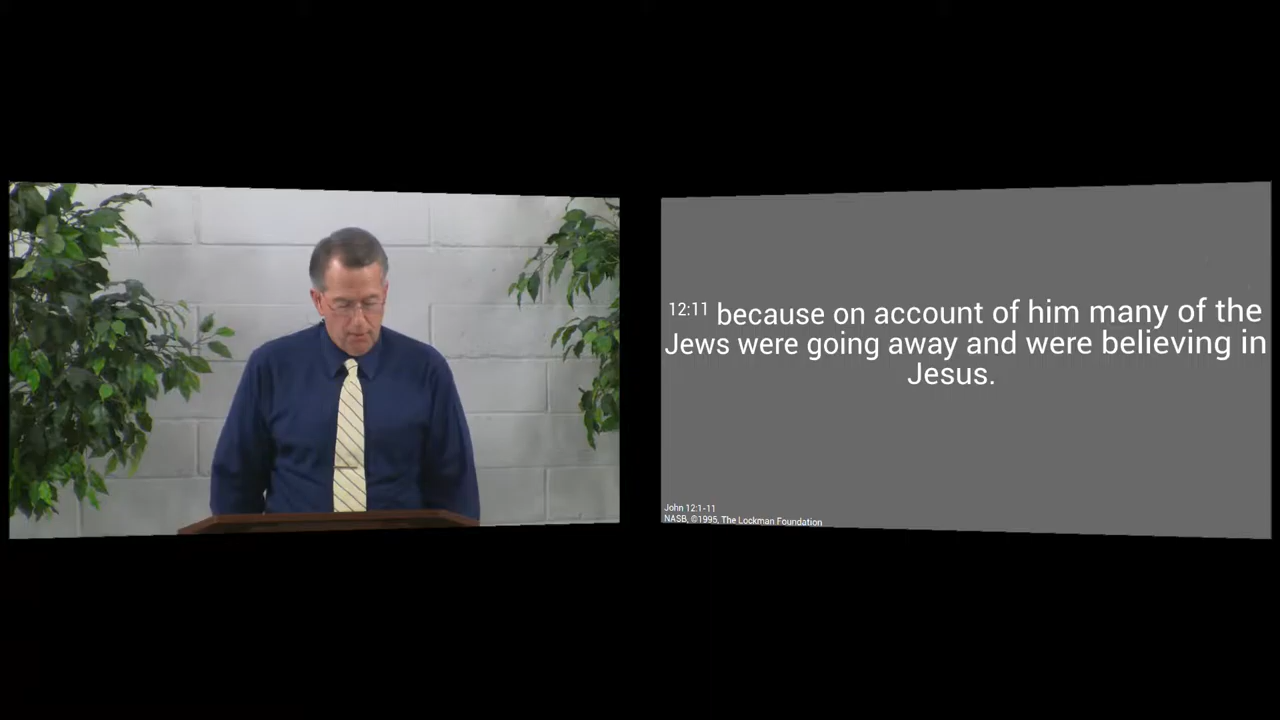 12:11 because on account of him many of the
Jews were going away and were believing in
Jesus.
John 12:1-11
NASB, ©1995, The Lockman Foundation